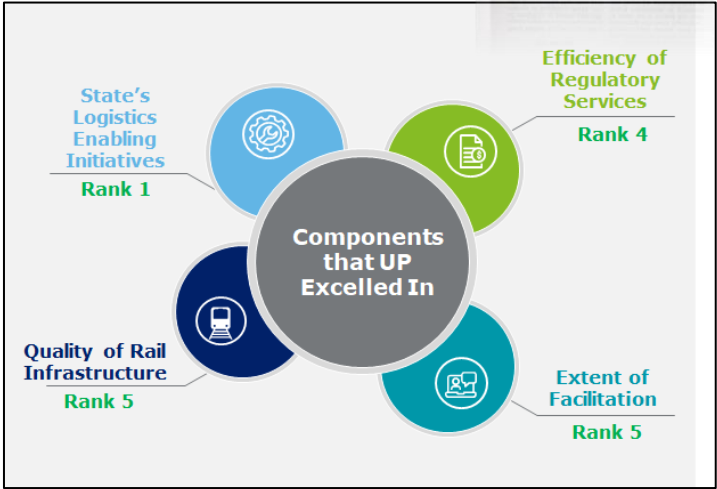 State's
Logistics
Enabling
Initiatives
Rank 1
Efficiency of
Regulatory
Services
Rank 4
Components
that UP
Excelled In
Quality of Rail
Infrastructure
Rank 5
Extent of
Facilitation
Rank 5